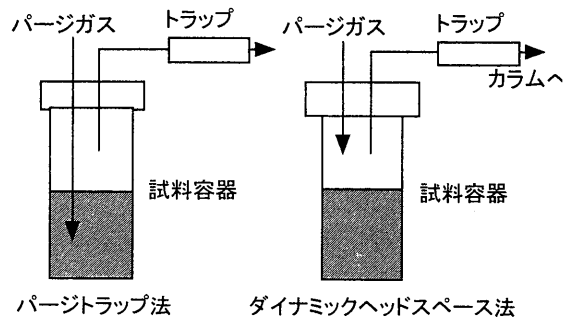 パージガス
トラップ
試料容器
パージトラップ法
パージガス
トラップ
カラムへ
試料容器
ダイナミックヘッドスペース法